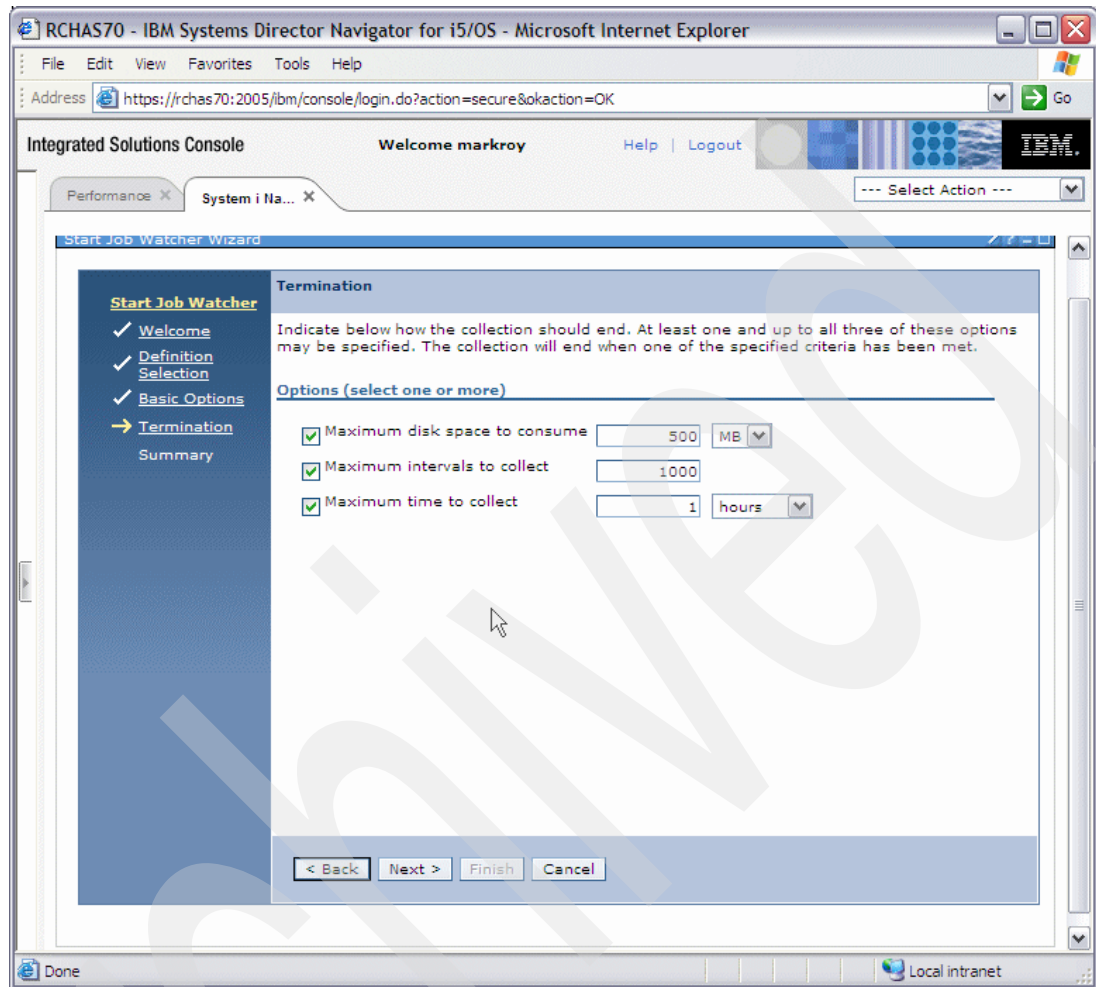 RCHAS70 - IBM Systems Director Navigator for i5/OS - Microsoft Internet Explorer
File Edit View Favorites Tools Help
Address https://rchas70:2005/ibm/console/login.do?action=secure&okaction=OK Go
Integrated Solutions Console Welcome markroy Help | Logout IBM.
Performance System i Na... --- Select Action ---
Start Job Watcher Wizard
Start Job Watcher
Welcome
Definition
Selection
Basic Options
Termination
Summary
Termination
Indicate below how the collection should end. At least one and up to all three of these options
may be specified. The collection will end when one of the specified criteria has been met.
Options (select one or more)
Maximum disk space to consume 500 MB
Maximum intervals to collect 1000
Maximum time to collect 1 hours
< Back Next > Finish Cancel
Done Local intranet